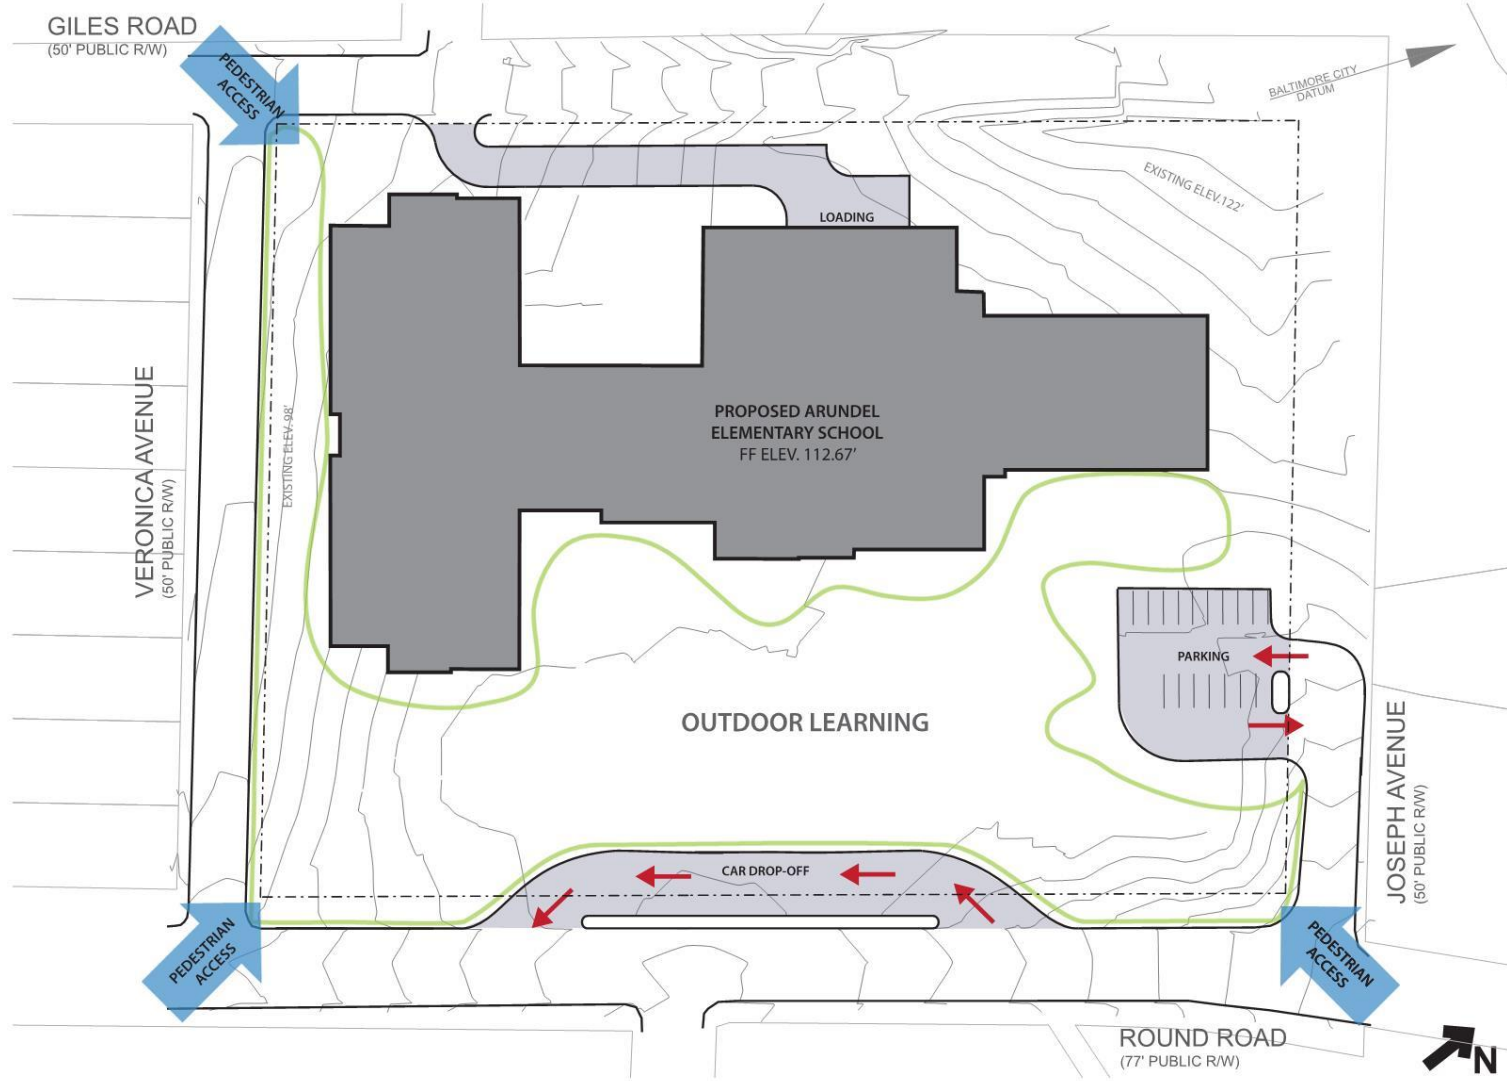 GILES ROAD
(50' PUBLIC R/W)
PEDESTRIAN
ACCESS
BALTIMORE CITY
DATUM
EXISTING ELEV.122'
LOADING
PROPOSED ARUNDEL
ELEMENTARY SCHOOL
FF ELEV. 112.67'
VERONICA AVENUE
(50' PUBLIC R/W)
EXISTING ELEV. 98'
PARKING
OUTDOOR LEARNING
JOSEPH AVENUE
(50' PUBLIC R/W)
CAR DROP-OFF
PEDESTRIAN
ACCESS
PEDESTRIAN
ACCESS
ROUND ROAD
(77' PUBLIC R/W)
N